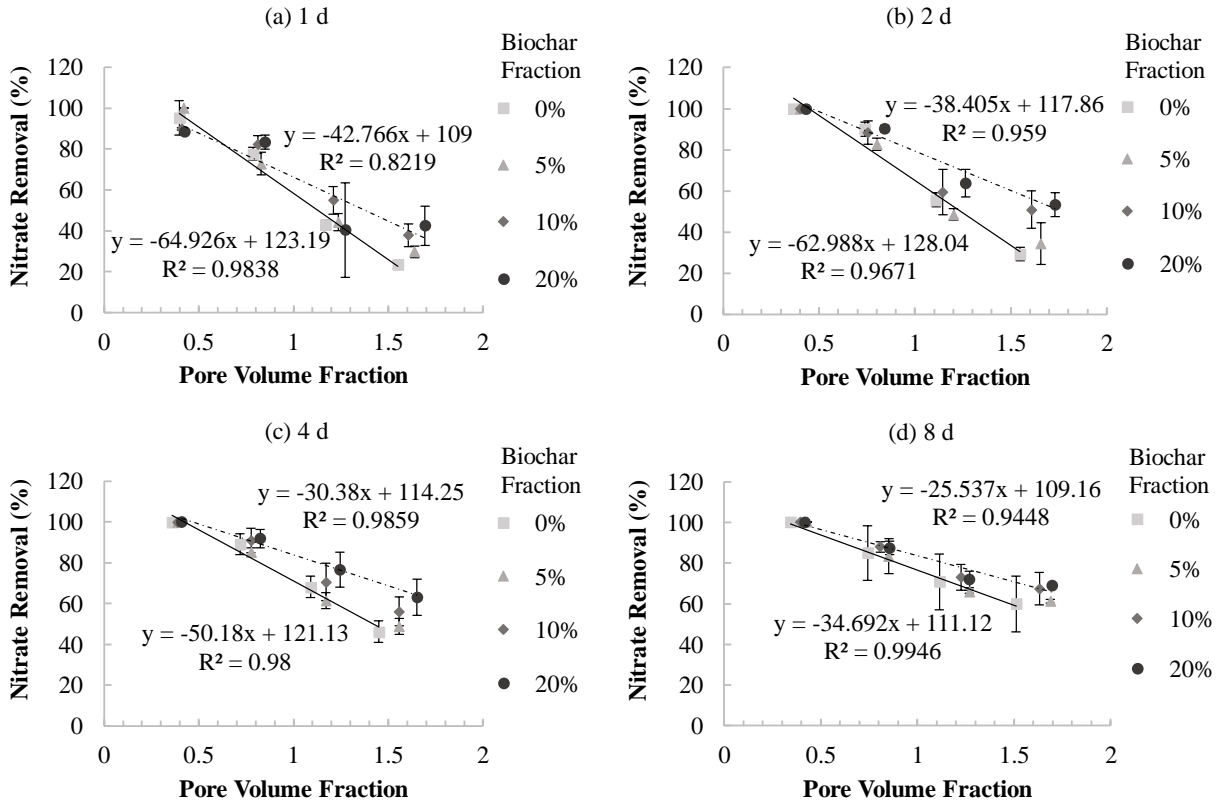 (a) 1 d
Nitrate Removal (%)
120
100
80
60
40
20
0
0
0.5
1
1.5
2
Pore Volume Fraction
y = -42.766x + 109
R² = 0.8219
y = -64.926x + 123.19
R² = 0.9838
Biochar
Fraction
0%
5%
10%
20%
(b) 2 d
Nitrate Removal (%)
120
100
80
60
40
20
0
0
0.5
1
1.5
2
Pore Volume Fraction
y = -38.405x + 117.86
R² = 0.959
y = -62.988x + 128.04
R² = 0.9671
Biochar
Fraction
0%
5%
10%
20%
(c) 4 d
Nitrate Removal (%)
120
100
80
60
40
20
0
0
0.5
1
1.5
2
Pore Volume Fraction
y = -30.38x + 114.25
R² = 0.9859
y = -50.18x + 121.13
R² = 0.98
Biochar
Fraction
0%
5%
10%
20%
(d) 8 d
Nitrate Removal (%)
120
100
80
60
40
20
0
0
0.5
1
1.5
2
Pore Volume Fraction
y = -25.537x + 109.16
R² = 0.9448
y = -34.692x + 111.12
R² = 0.9946
Biochar
Fraction
0%
5%
10%
20%